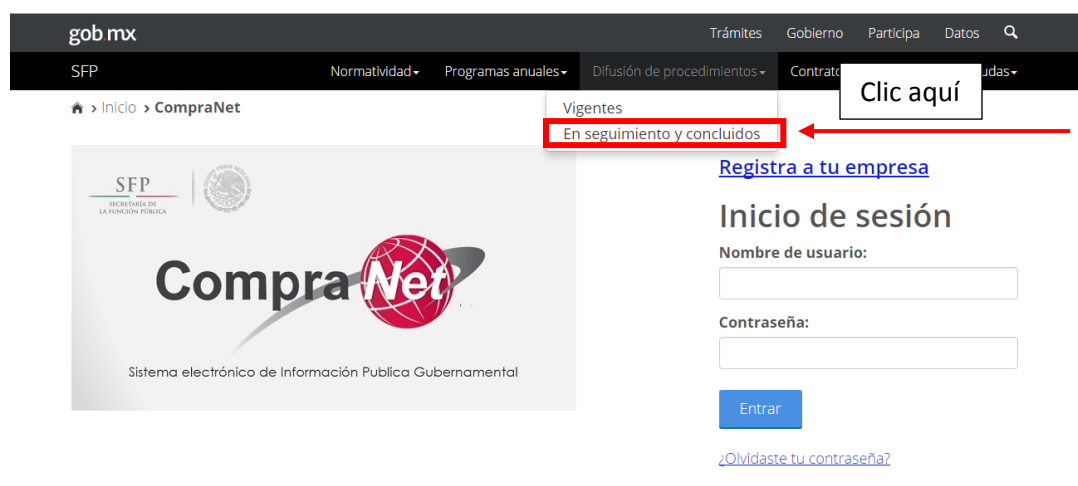 gob.mx
Trámites Gobierno Participa Datos
SFP Normatividad Programas anuales Difusión de procedimientos
Clic aquí
Inicio > CompraNet
Vigentes
En seguimiento y concluidos
SFP
SECRETARÍA DE
LA FUNCIÓN PÚBLICA
CompraNet
Sistema electrónico de Información Publica Gubernamental
Registra a tu empresa
Inicio de sesión
Nombre de usuario:
Contraseña:
Entrar
¿Olvidaste tu contraseña?